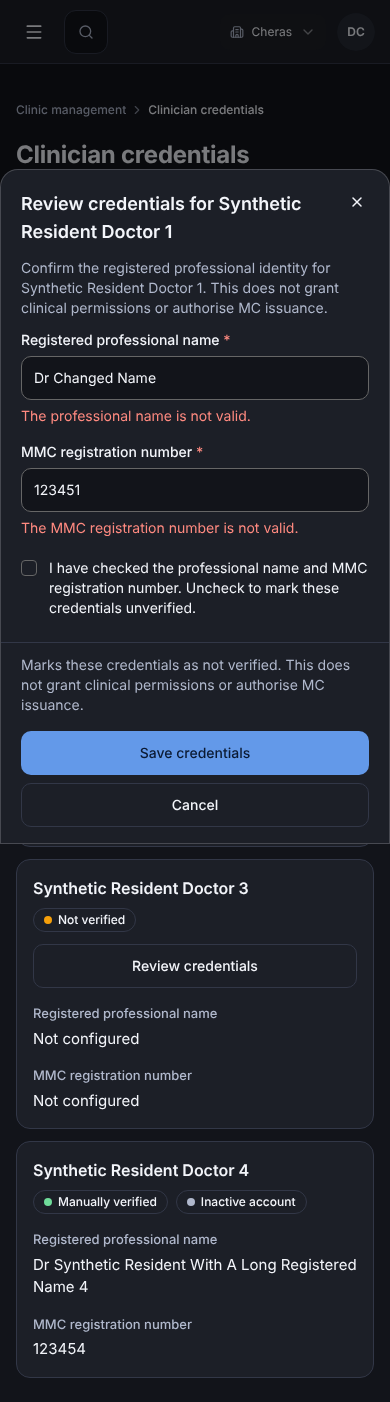 Cheras
DC
Clinic management > Clinician credentials
Clinician credentials
Review credentials for Synthetic
Resident Doctor 1
Confirm the registered professional identity for
Synthetic Resident Doctor 1. This does not grant
clinical permissions or authorise MC issuance.
Registered professional name *
Dr Changed Name
The professional name is not valid.
MMC registration number *
123451
The MMC registration number is not valid.
I have checked the professional name and MMC
registration number. Uncheck to mark these
credentials unverified.
Marks these credentials as not verified. This does
not grant clinical permissions or authorise MC
issuance.
Save credentials
Cancel
Synthetic Resident Doctor 3
Not verified
Review credentials
Registered professional name
Not configured
MMC registration number
Not configured
Synthetic Resident Doctor 4
Manually verified
Inactive account
Registered professional name
Dr Synthetic Resident With A Long Registered
Name 4
MMC registration number
123454